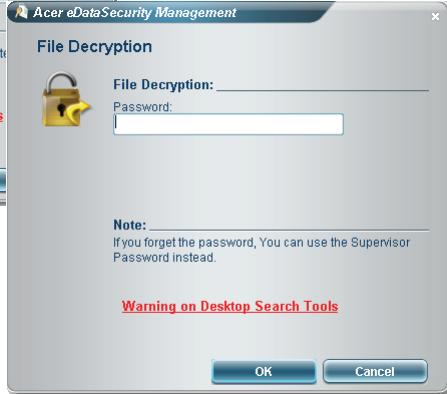 Acer eDataSecurity Management
x
File Decryption
File Decryption:
Password:
Note:
If you forget the password, You can use the Supervisor
Password instead.
Warning on Desktop Search Tools
OK
Cancel